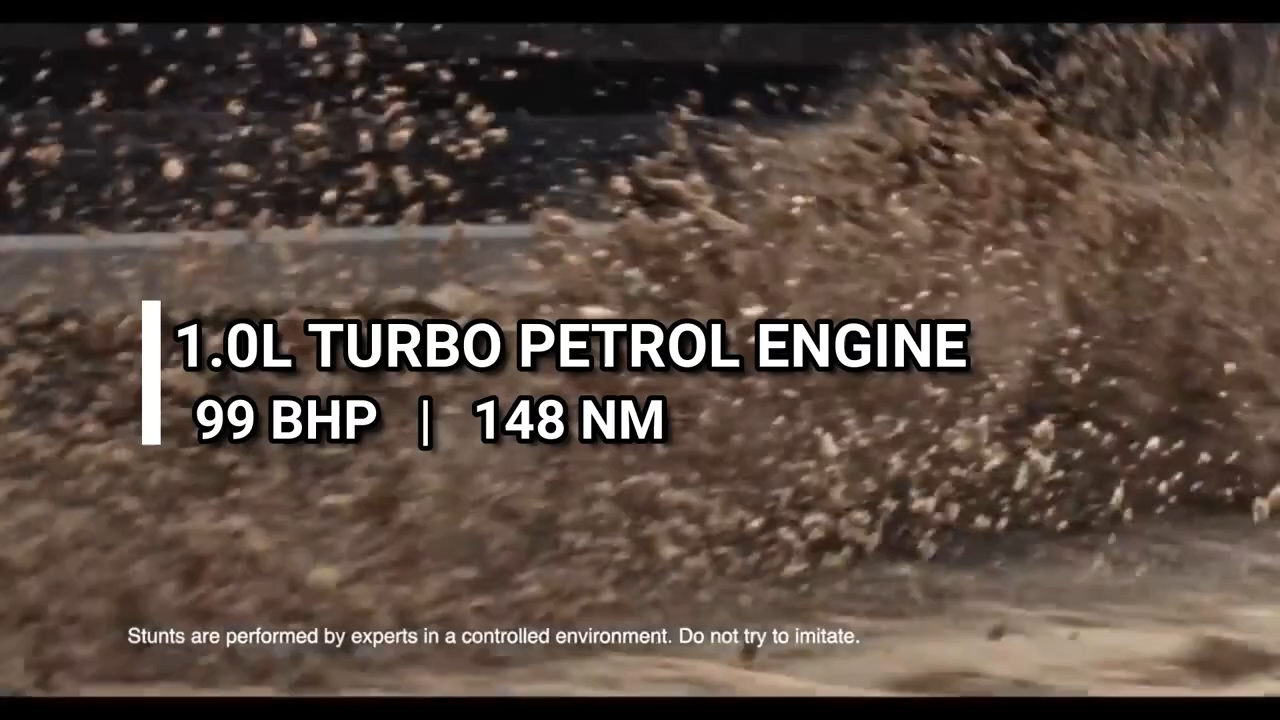 1.0L TURBO PETROL ENGINE
99 BHP | 148 NM
Stunts are performed by experts in a controlled environment. Do not try to imitate.